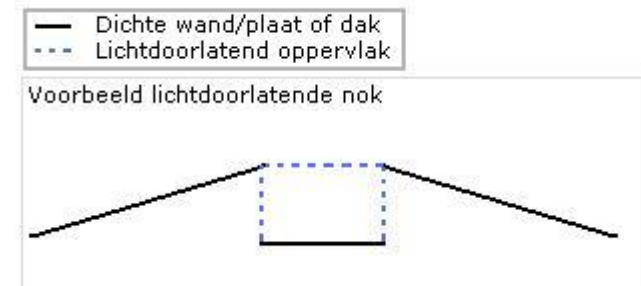 Dichte wand/plaat of dak
Lichtdoorlatend oppervlak
Voorbeeld lichtdoorlatende nok